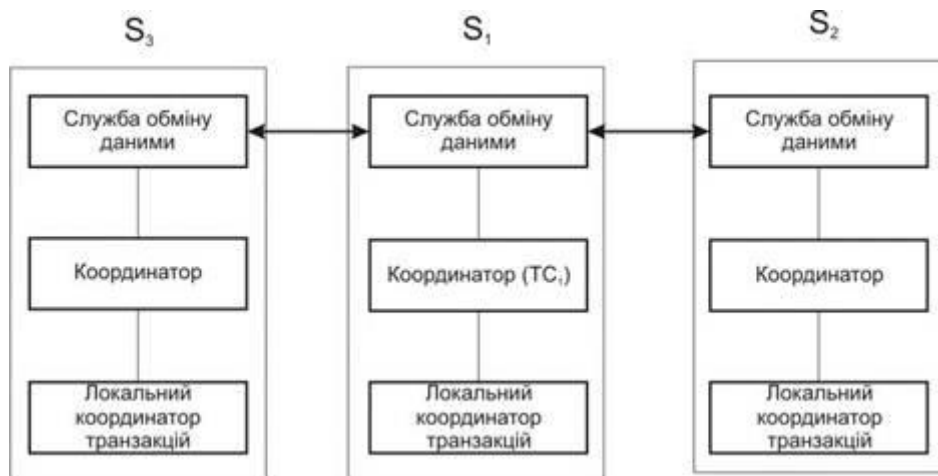 S₃
S₁
S₂
Служба обміну
даними
Служба обміну
даними
Служба обміну
даними
Координатор
Координатор (TC₁)
Координатор
Локальний
координатор
транзакцій
Локальний
координатор
транзакцій
Локальний
координатор
транзакцій